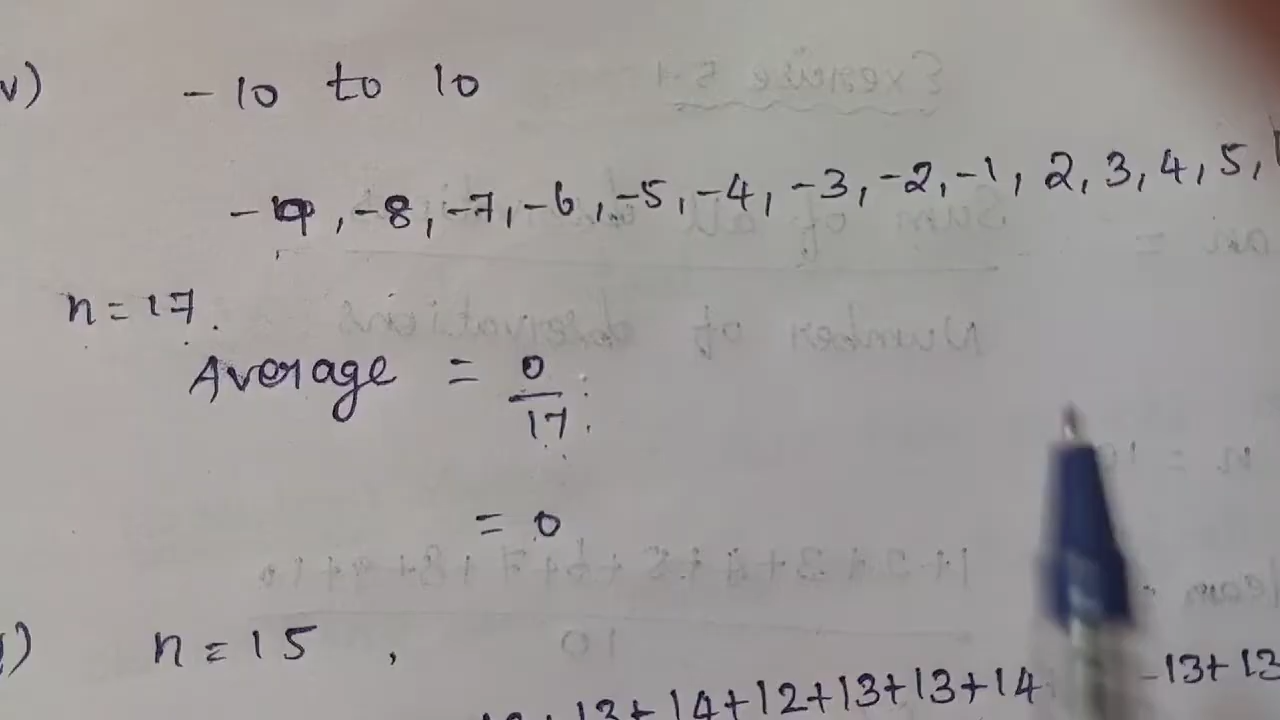 v) -10 to 10
-9, -8, -7, -6, -5, -4, -3, -2, -1, 2, 3, 4, 5,
n = 17.
Average = 0/17
= 0
n = 15,
13+14+12+13+13+14 -13+13